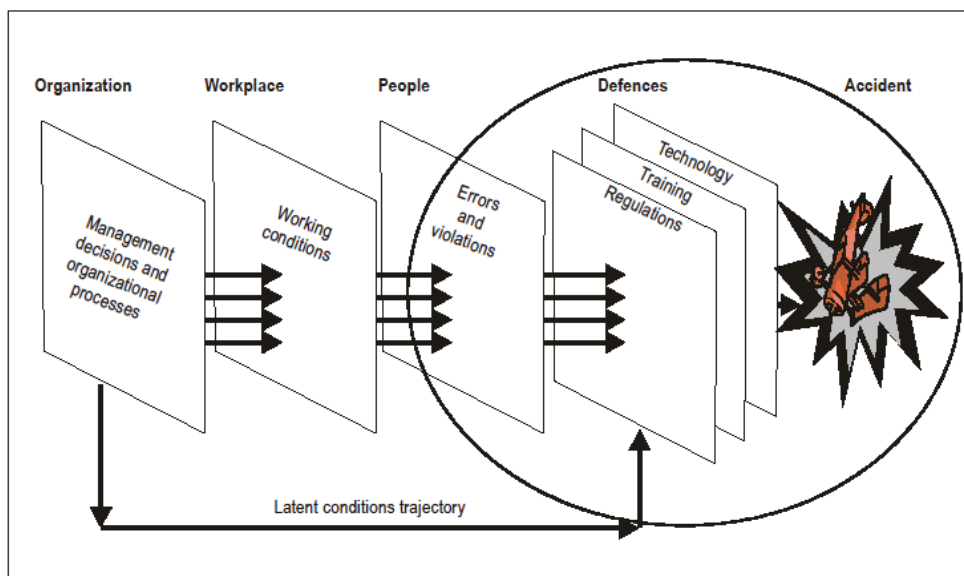 Organization
Workplace
People
Defences
Accident
Management
decisions and
organizational
processes
Working
conditions
Errors
and
violations
Technology
Training
Regulations
Latent conditions trajectory